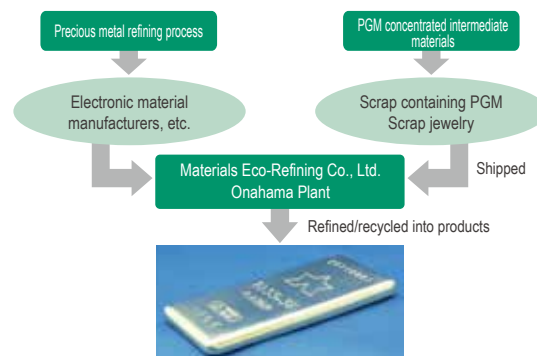 Precious metal refining process
PGM concentrated intermediate
materials
Electronic material
manufacturers, etc.
Scrap containing PGM
Scrap jewelry
Materials Eco-Refining Co., Ltd.
Onahama Plant
Shipped
Refined/recycled into products